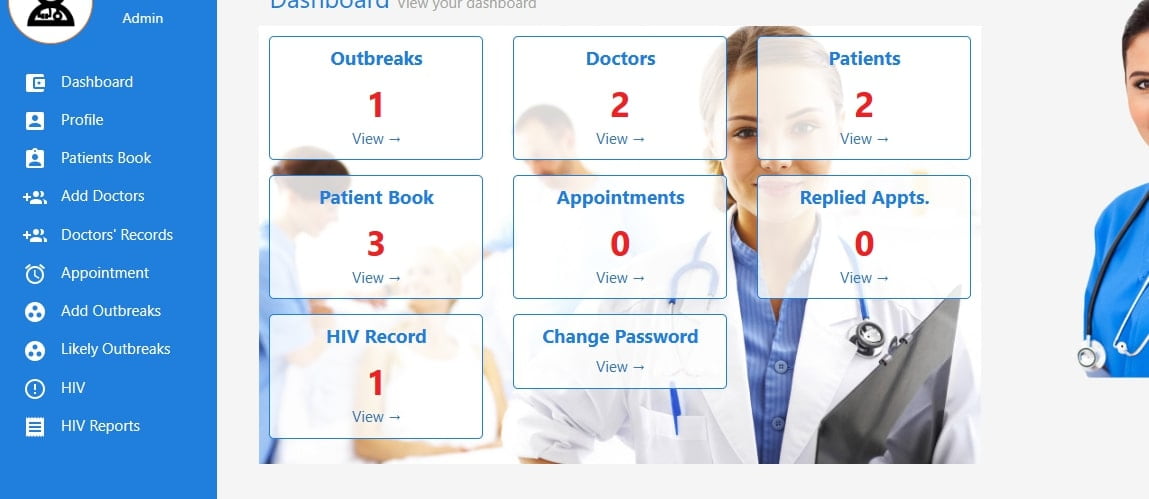 Dashboard View your dashboard
Admin
Dashboard
Profile
Patients Book
Add Doctors
Doctors' Records
Appointment
Add Outbreaks
Likely Outbreaks
HIV
HIV Reports
Outbreaks
1
View →
Doctors
2
View →
Patients
2
View →
Patient Book
3
View →
Appointments
0
View →
Replied Appts.
0
View →
HIV Record
1
View →
Change Password
View →